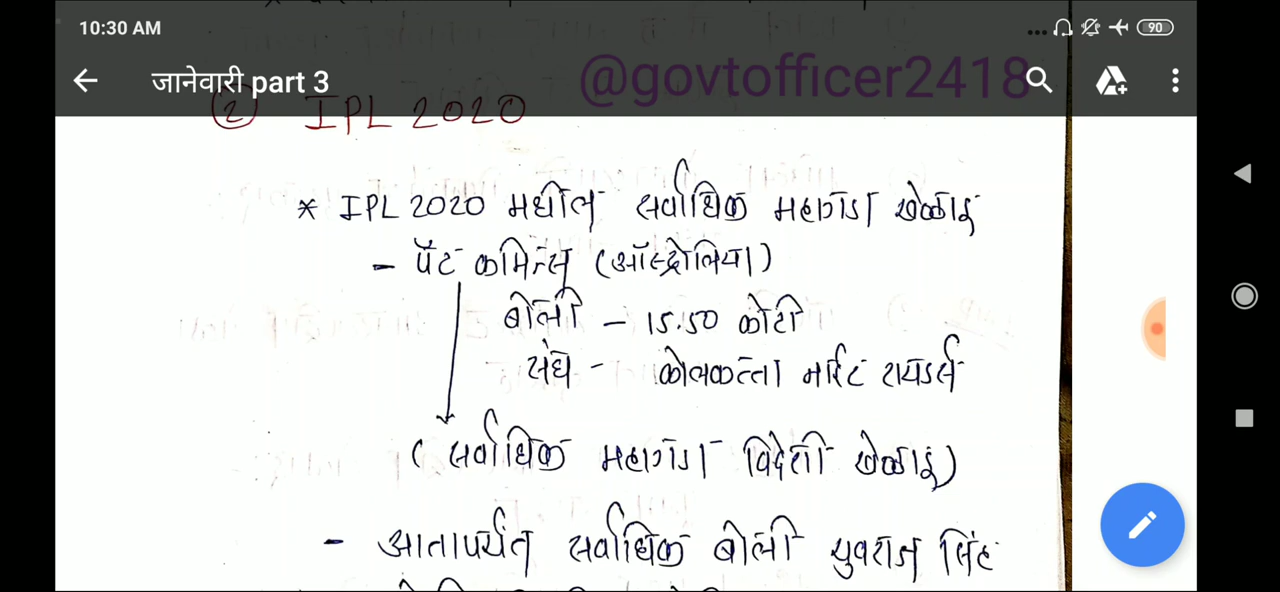 10:30 AM
90
जानेवारी part 3
@govtofficer2418
② IPL 2020
* IPL 2020 मधील सर्वाधिक महागडा खेळाडू
- पॅट कमिन्स (ऑस्ट्रेलिया)
बोली - 15.50 कोटी
संघ - कोलकत्ता नाईट रायडर्स
( सर्वाधिक महागडा विदेशी खेळाडू)
- आतापर्यंत सर्वाधिक बोली युवराज सिंह